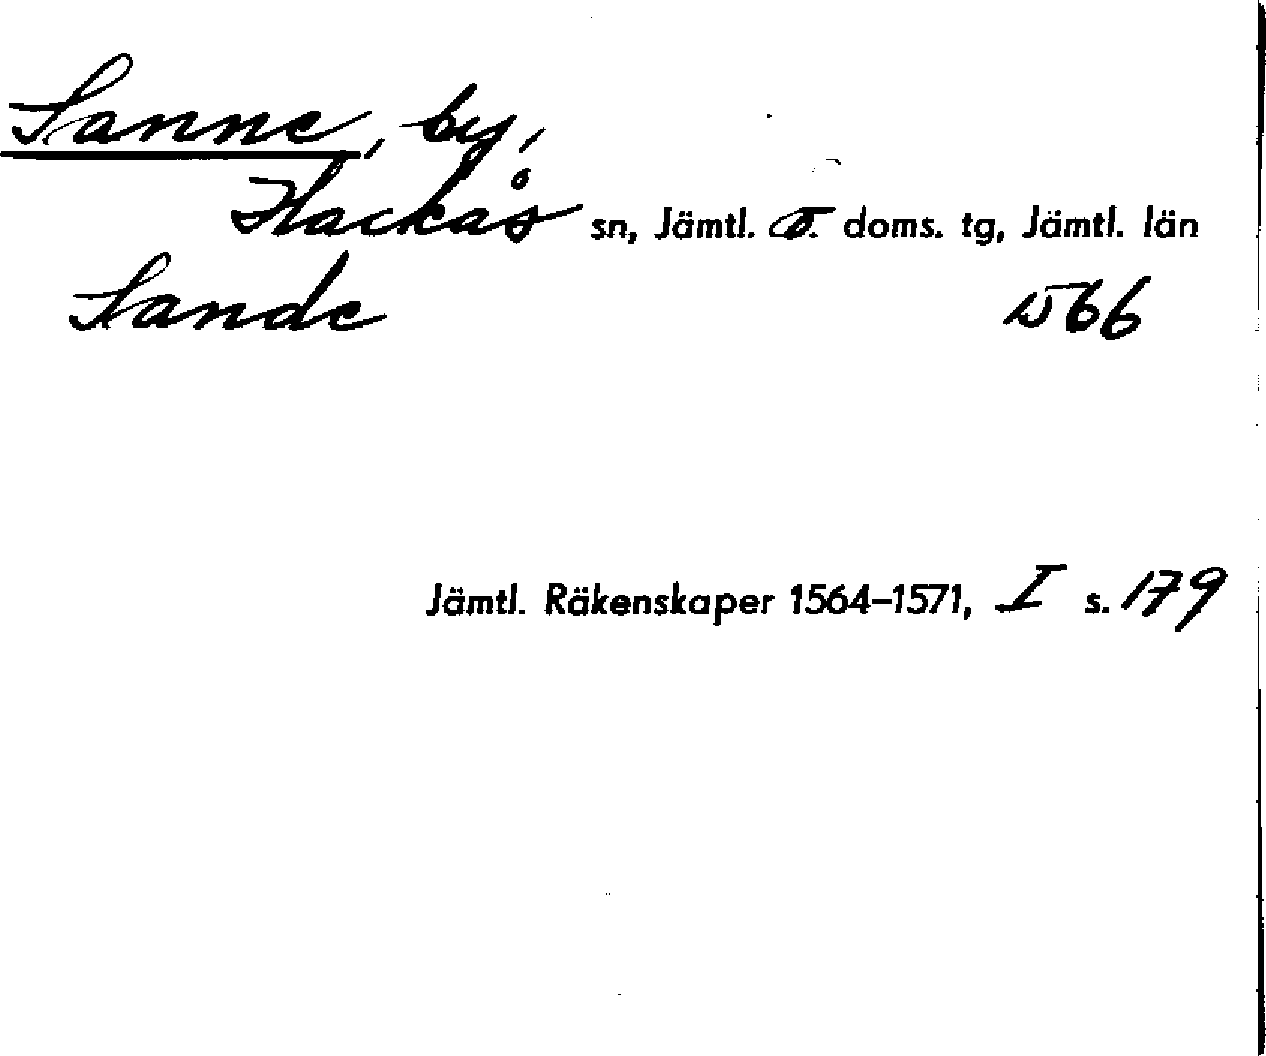 Sanne, by,
Hackås sn, Jämtl. ö. doms. tg, Jämtl. län
Sande 1566
Jämtl. Räkenskaper 1564–1571, I s. 179